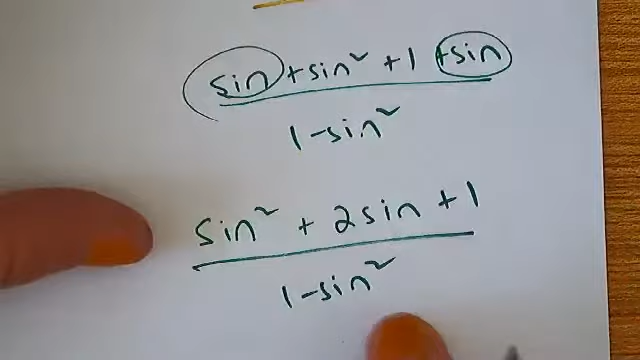 sin + sin² + 1 + sin
1 - sin²
sin² + 2sin + 1
1 - sin²